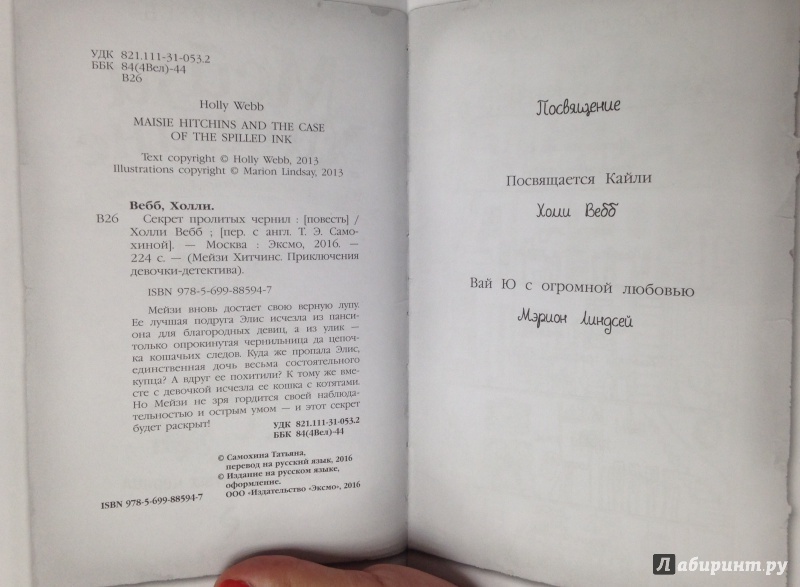 УДК 821.111-31-053.2
ББК 84(4Вел)-44
В26
Holly Webb
MAISIE HITCHINS AND THE CASE
OF THE SPILLED INK
Text copyright © Holly Webb, 2013
Illustrations copyright © Marion Lindsay, 2013
Вебб, Холли.
В26 Секрет пролитых чернил : [повесть] /
Холли Вебб ; [пер. с англ. Т. Э. Само-
хиной]. — Москва : Эксмо, 2016. —
224 с. — (Мейзи Хитчинс. Приключения
девочки-детектива).
ISBN 978-5-699-88594-7
Мейзи вновь достает свою верную лупу.
Ее лучшая подруга Элис исчезла из пан-
сиона для благородных девиц, а из улик —
только опрокинутая чернильница да цепоч-
ка кошачьих следов. Куда же пропала Элис,
единственная дочь весьма состоятельного
купца? А вдруг ее похитили? К тому же вме-
сте с девочкой исчезла ее кошка с котятами.
Но Мейзи не зря гордится своей наблюда-
тельностью и острым умом — и этот секрет
будет раскрыт!
УДК 821.111-31-053.2
ББК 84(4Вел)-44
© Самохина Татьяна,
перевод на русский язык, 2016
© Издание на русском языке,
оформление.
ООО «Издательство «Эксмо», 2016
ISBN 978-5-699-88594-7
Посвящение
Посвящается Кайли
Холли Вебб
Вай Ю с огромной любовью
Мэрион Линдсей
Лабиринт.ру